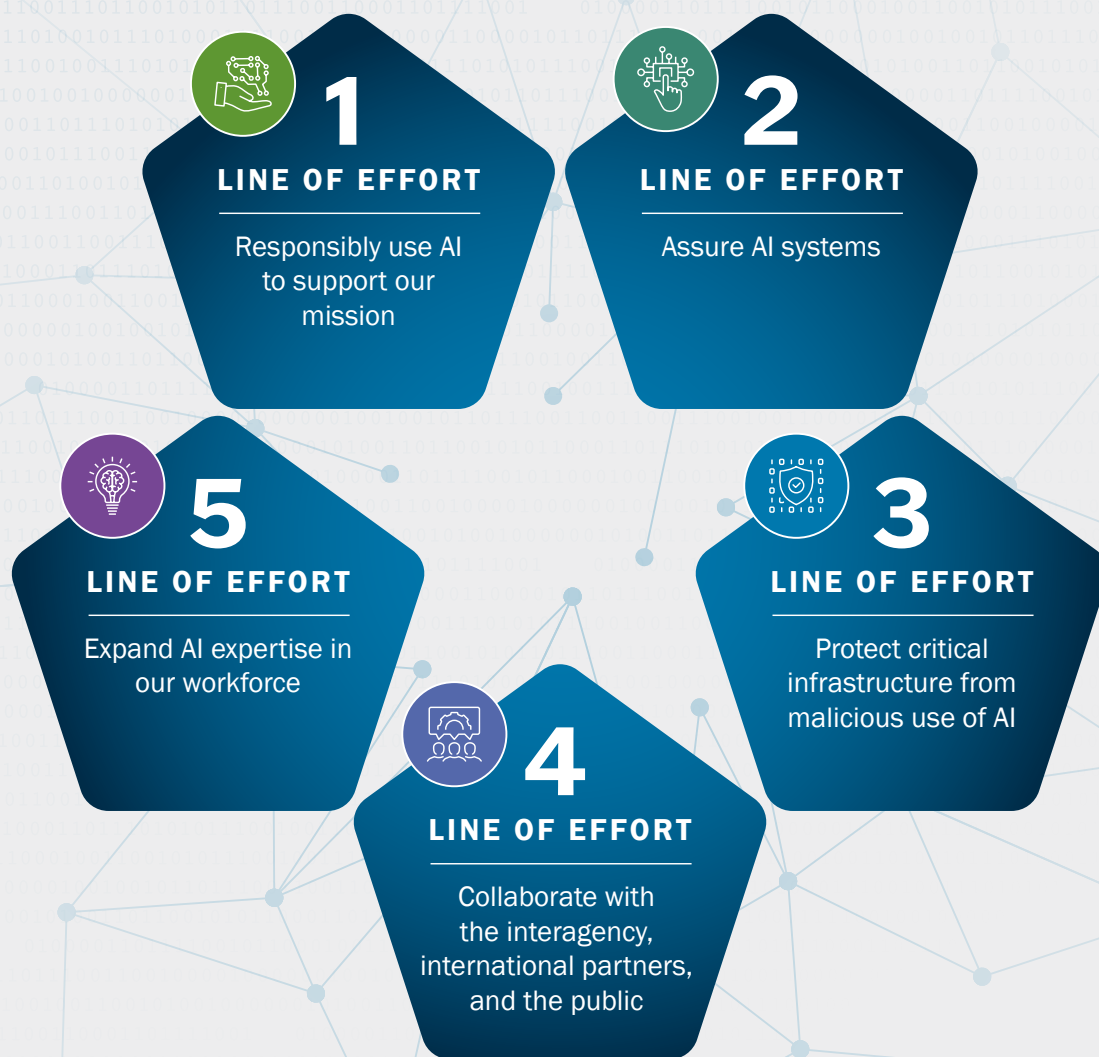 1
LINE OF EFFORT
Responsibly use AI
to support our
mission
2
LINE OF EFFORT
Assure AI systems
3
LINE OF EFFORT
Protect critical
infrastructure from
malicious use of AI
4
LINE OF EFFORT
Collaborate with
the interagency,
international partners,
and the public
5
LINE OF EFFORT
Expand AI expertise in
our workforce